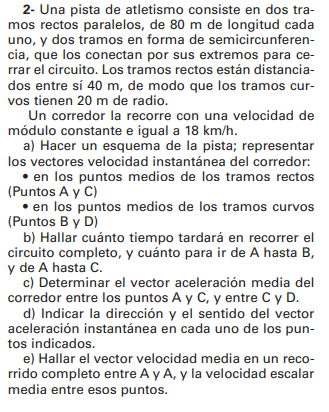 2- Una pista de atletismo consiste en dos tra-
mos rectos paralelos, de 80 m de longitud cada
uno, y dos tramos en forma de semicircunferen-
cia, que los conectan por sus extremos para ce-
rrar el circuito. Los tramos rectos están distancia-
dos entre sí 40 m, de modo que los tramos cur-
vos tienen 20 m de radio.
Un corredor la recorre con una velocidad de
módulo constante e igual a 18 km/h.
a) Hacer un esquema de la pista; representar
los vectores velocidad instantánea del corredor:
• en los puntos medios de los tramos rectos
(Puntos A y C)
• en los puntos medios de los tramos curvos
(Puntos B y D)
b) Hallar cuánto tiempo tardará en recorrer el
circuito completo, y cuánto para ir de A hasta B,
y de A hasta C.
c) Determinar el vector aceleración media del
corredor entre los puntos A y C, y entre C y D.
d) Indicar la dirección y el sentido del vector
aceleración instantánea en cada uno de los pun-
tos indicados.
e) Hallar el vector velocidad media en un reco-
rrido completo entre A y A, y la velocidad escalar
media entre esos puntos.